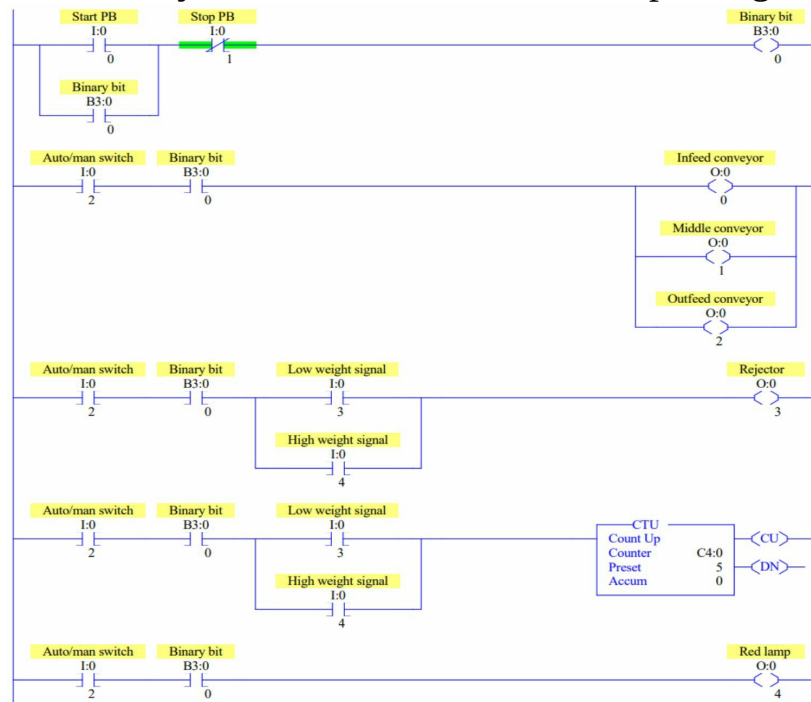 Start PB Stop PB Binary bit
I:0 I:0 B3:0
0 1 0
Binary bit
B3:0
0
Auto/man switch Binary bit Infeed conveyor
I:0 B3:0 O:0
2 0 0
Middle conveyor
O:0
1
Outfeed conveyor
O:0
2
Auto/man switch Binary bit Low weight signal Rejector
I:0 B3:0 I:0 O:0
2 0 3 3
High weight signal
I:0
4
Auto/man switch Binary bit Low weight signal
I:0 B3:0 I:0 CTU
Count Up CU
2 0 3 Counter C4:0
Preset 5 DN
High weight signal Accum 0
I:0
4
Auto/man switch Binary bit Red lamp
I:0 B3:0 O:0
2 0 4